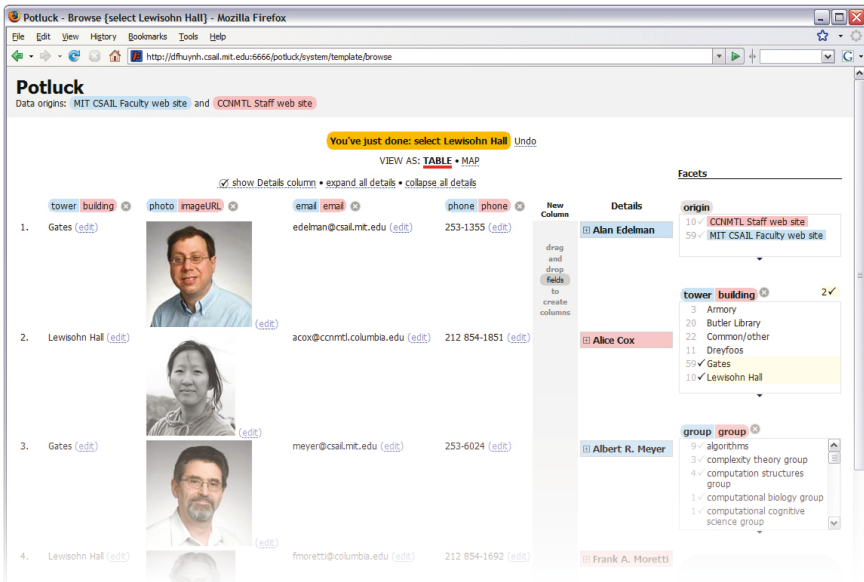 Potluck - Browse {select Lewisohn Hall} - Mozilla Firefox
File Edit View History Bookmarks Tools Help
http://dfhuynh.csail.mit.edu:6666/potluck/system/template/browse
Potluck
Data origins: MIT CSAIL Faculty web site and CCNMTL Staff web site
You've just done: select Lewisohn Hall Undo
VIEW AS: TABLE • MAP
show Details column • expand all details • collapse all details
tower building photo imageURL email email phone phone New Column Details
1. Gates (edit) (edit) edelman@csail.mit.edu (edit) 253-1355 (edit) Alan Edelman
drag
and
drop
fields
to
create
columns
2. Lewisohn Hall (edit) (edit) acox@ccnmtl.columbia.edu (edit) 212 854-1851 (edit) Alice Cox
3. Gates (edit) (edit) meyer@csail.mit.edu (edit) 253-6024 (edit) Albert R. Meyer
4. Lewisohn Hall (edit) fmoretti@columbia.edu (edit) 212 854-1692 (edit) Frank A. Moretti
Facets
origin
10 CCNMTL Staff web site
59 MIT CSAIL Faculty web site
tower building 2
3 Armory
20 Butler Library
22 Common/other
11 Dreyfoos
59 Gates
10 Lewisohn Hall
group group
9 algorithms
3 complexity theory group
4 computation structures
group
1 computational biology group
1 computational cognitive
science group